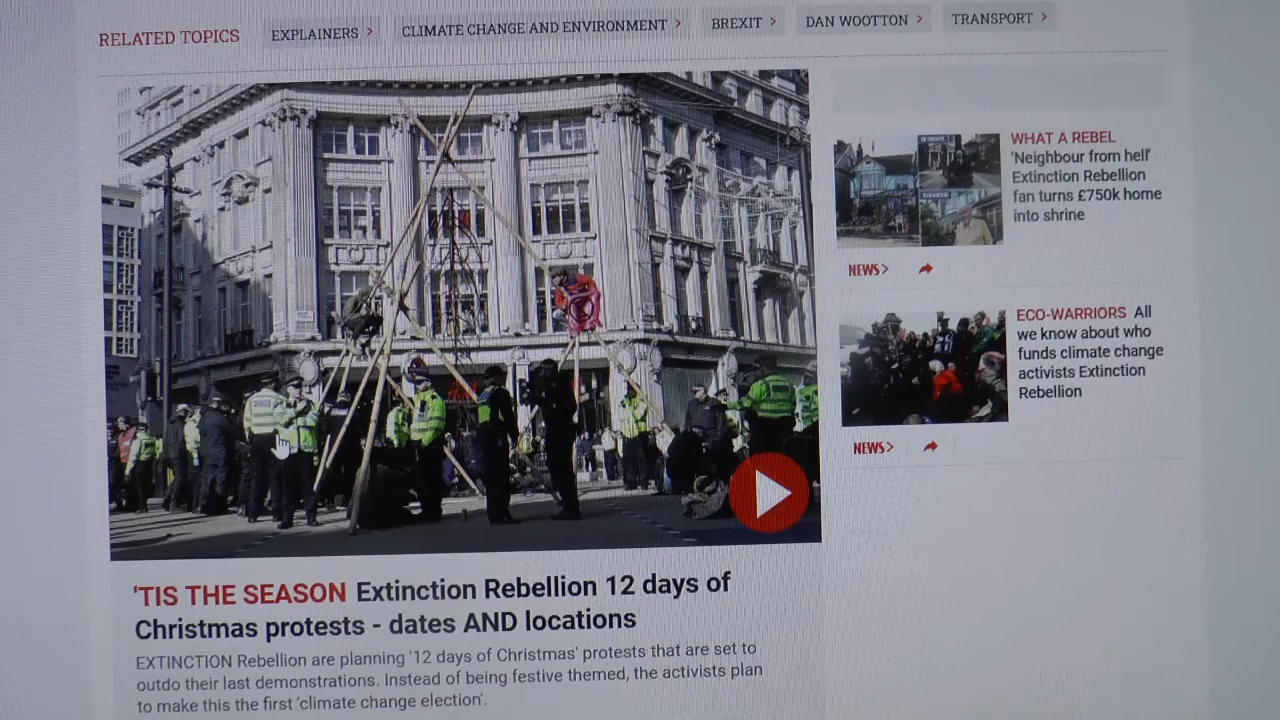 RELATED TOPICS
EXPLAINERS
CLIMATE CHANGE AND ENVIRONMENT
BREXIT
DAN WOOTTON
TRANSPORT
WHAT A REBEL
'Neighbour from hell'
Extinction Rebellion
fan turns £750k home
into shrine
NEWS
ECO-WARRIORS All
we know about who
funds climate change
activists Extinction
Rebellion
NEWS
'TIS THE SEASON Extinction Rebellion 12 days of
Christmas protests - dates AND locations
EXTINCTION Rebellion are planning '12 days of Christmas' protests that are set to
outdo their last demonstrations. Instead of being festive themed, the activists plan
to make this the first 'climate change election'.